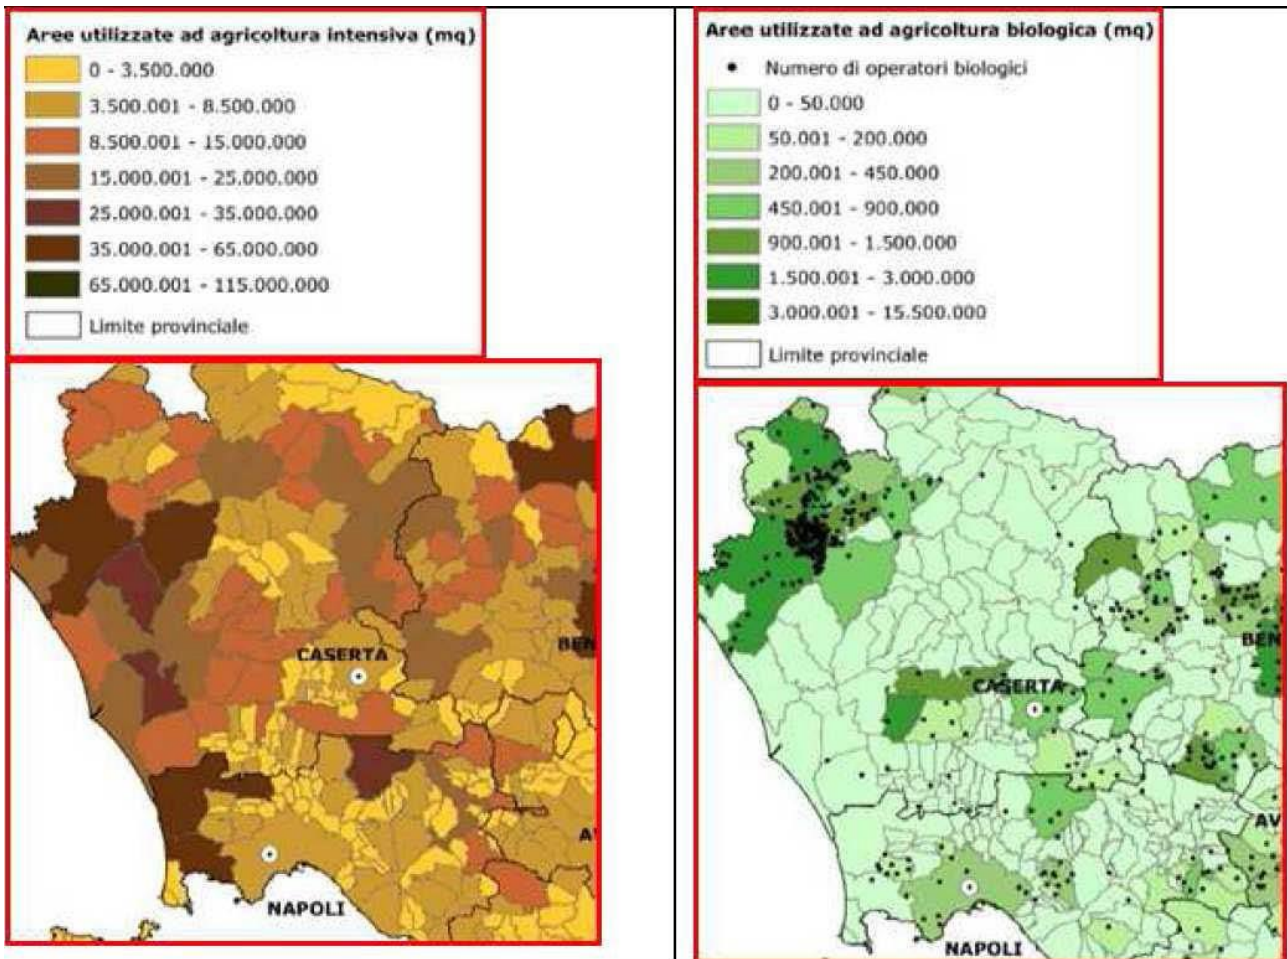 Aree utilizzate ad agricoltura intensiva (mq)
0 - 3.500.000
3.500.001 - 8.500.000
8.500.001 - 15.000.000
15.000.001 - 25.000.000
25.000.001 - 35.000.000
35.000.001 - 65.000.000
65.000.001 - 115.000.000
Limite provinciale
CASERTA
BEN
AV
NAPOLI
Aree utilizzate ad agricoltura biologica (mq)
Numero di operatori biologici
0 - 50.000
50.001 - 200.000
200.001 - 450.000
450.001 - 900.000
900.001 - 1.500.000
1.500.001 - 3.000.000
3.000.001 - 15.500.000
Limite provinciale
CASERTA
BEN
AV
NAPOLI